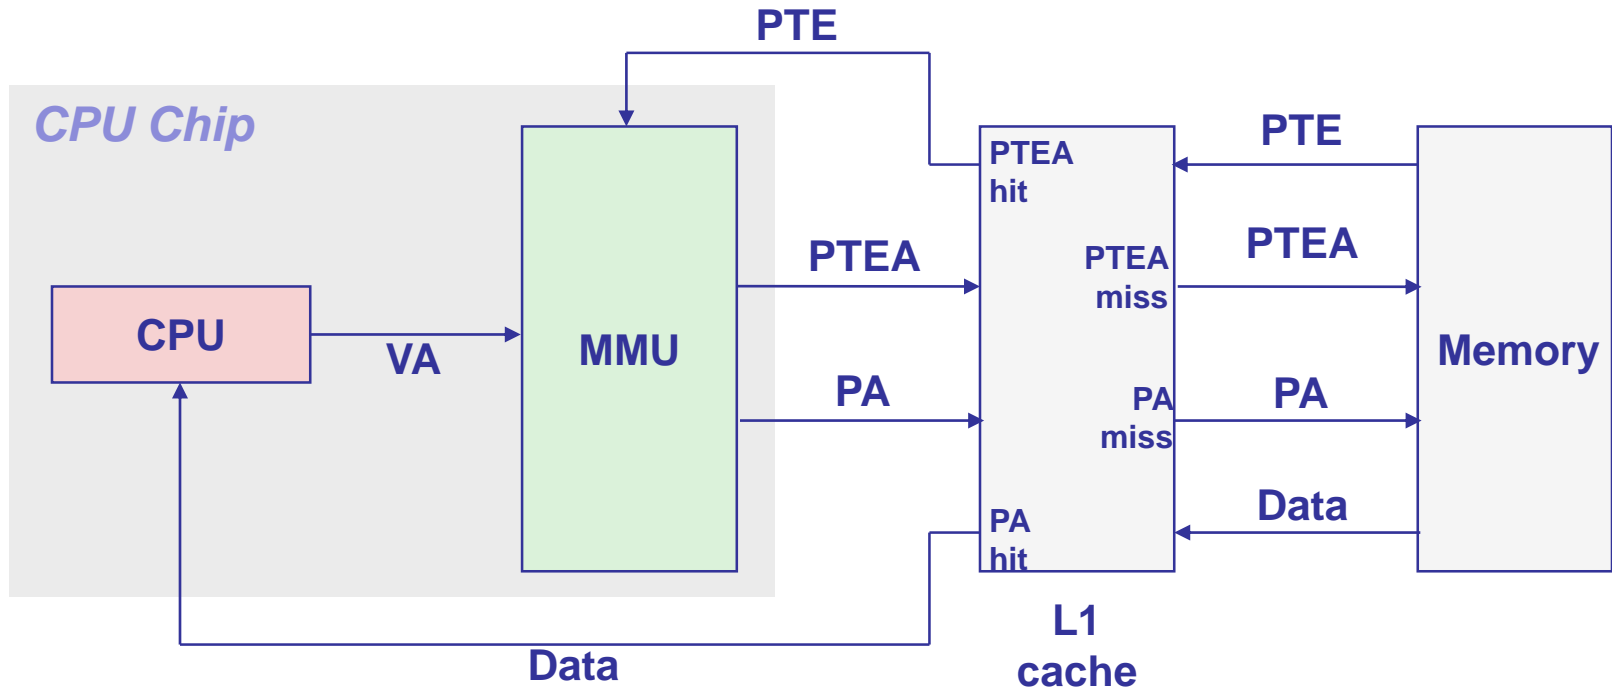 PTE
CPU Chip
PTEA
hit
PTE
PTEA
PTEA
miss
PTEA
CPU
VA
MMU
Memory
PA
PA
miss
PA
PA
hit
Data
L1
cache
Data